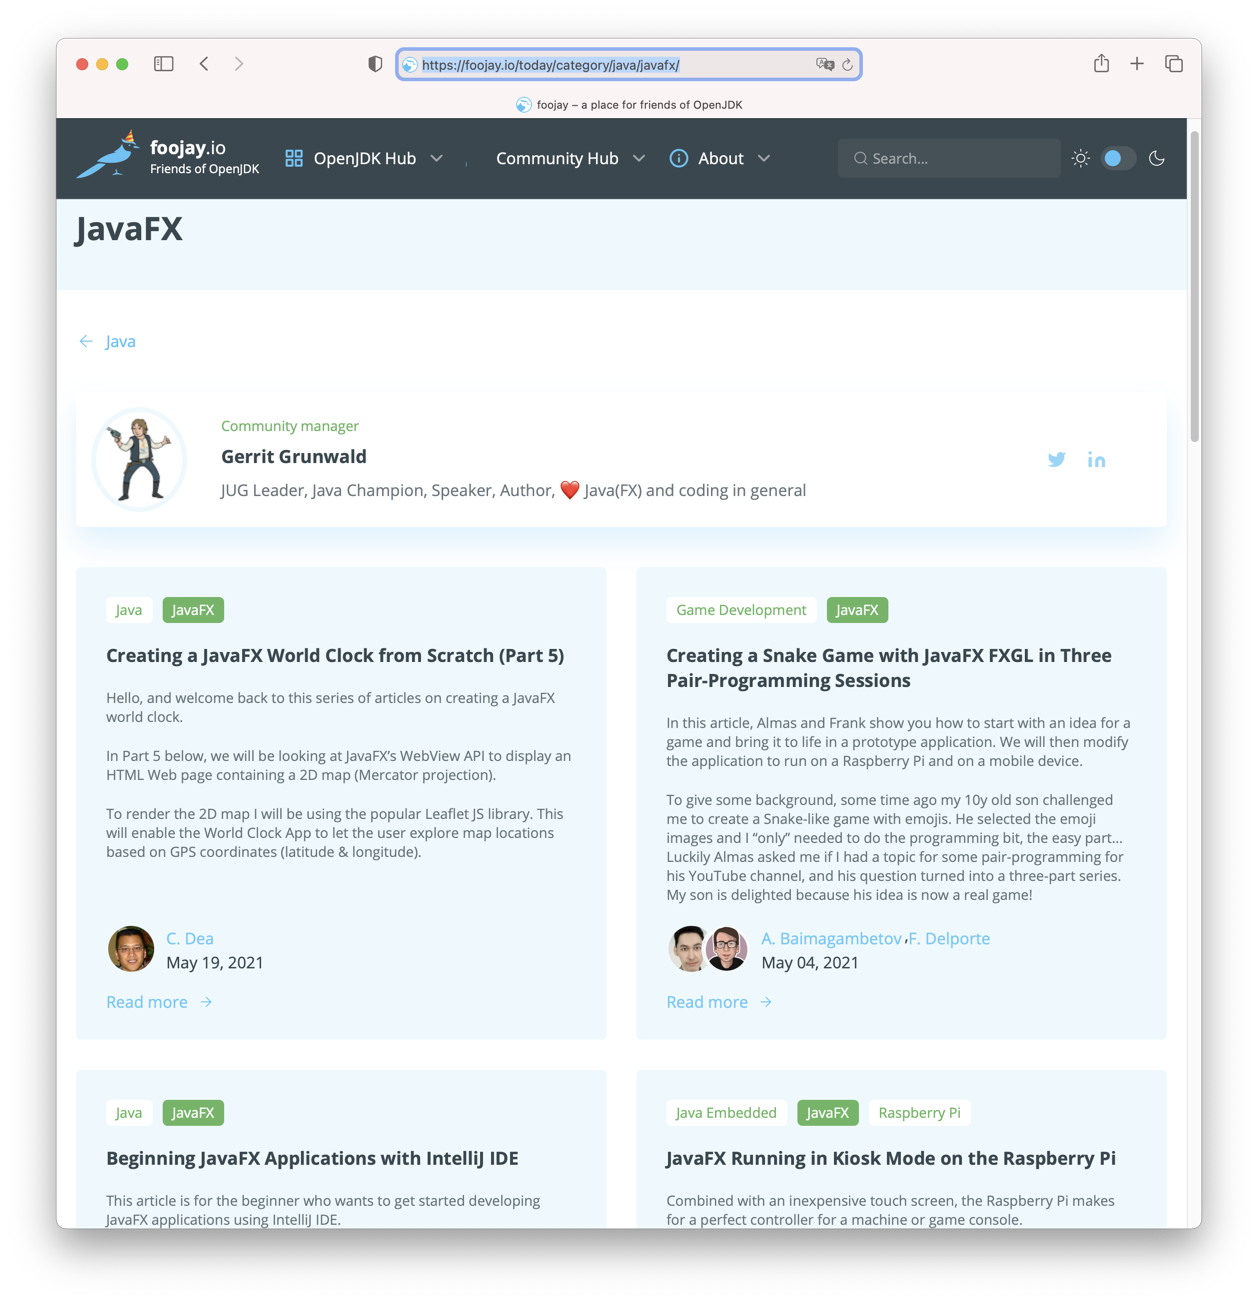 https://foojay.io/today/category/java/javafx/
foojay – a place for friends of OpenJDK
foojay.io
Friends of OpenJDK
OpenJDK Hub
Community Hub
About
Search...
JavaFX
← Java
Community manager
Gerrit Grunwald
JUG Leader, Java Champion, Speaker, Author, ❤️ Java(FX) and coding in general
Java JavaFX
Creating a JavaFX World Clock from Scratch (Part 5)
Hello, and welcome back to this series of articles on creating a JavaFX
world clock.
In Part 5 below, we will be looking at JavaFX’s WebView API to display an
HTML Web page containing a 2D map (Mercator projection).
To render the 2D map I will be using the popular Leaflet JS library. This
will enable the World Clock App to let the user explore map locations
based on GPS coordinates (latitude & longitude).
C. Dea
May 19, 2021
Read more →
Game Development JavaFX
Creating a Snake Game with JavaFX FXGL in Three
Pair-Programming Sessions
In this article, Almas and Frank show you how to start with an idea for a
game and bring it to life in a prototype application. We will then modify
the application to run on a Raspberry Pi and on a mobile device.
To give some background, some time ago my 10y old son challenged
me to create a Snake-like game with emojis. He selected the emoji
images and I “only” needed to do the programming bit, the easy part…
Luckily Almas asked me if I had a topic for some pair-programming for
his YouTube channel, and his question turned into a three-part series.
My son is delighted because his idea is now a real game!
A. Baimagambetov ,F. Delporte
May 04, 2021
Read more →
Java JavaFX
Beginning JavaFX Applications with IntelliJ IDE
This article is for the beginner who wants to get started developing
JavaFX applications using IntelliJ IDE.
Java Embedded JavaFX Raspberry Pi
JavaFX Running in Kiosk Mode on the Raspberry Pi
Combined with an inexpensive touch screen, the Raspberry Pi makes
for a perfect controller for a machine or game console.